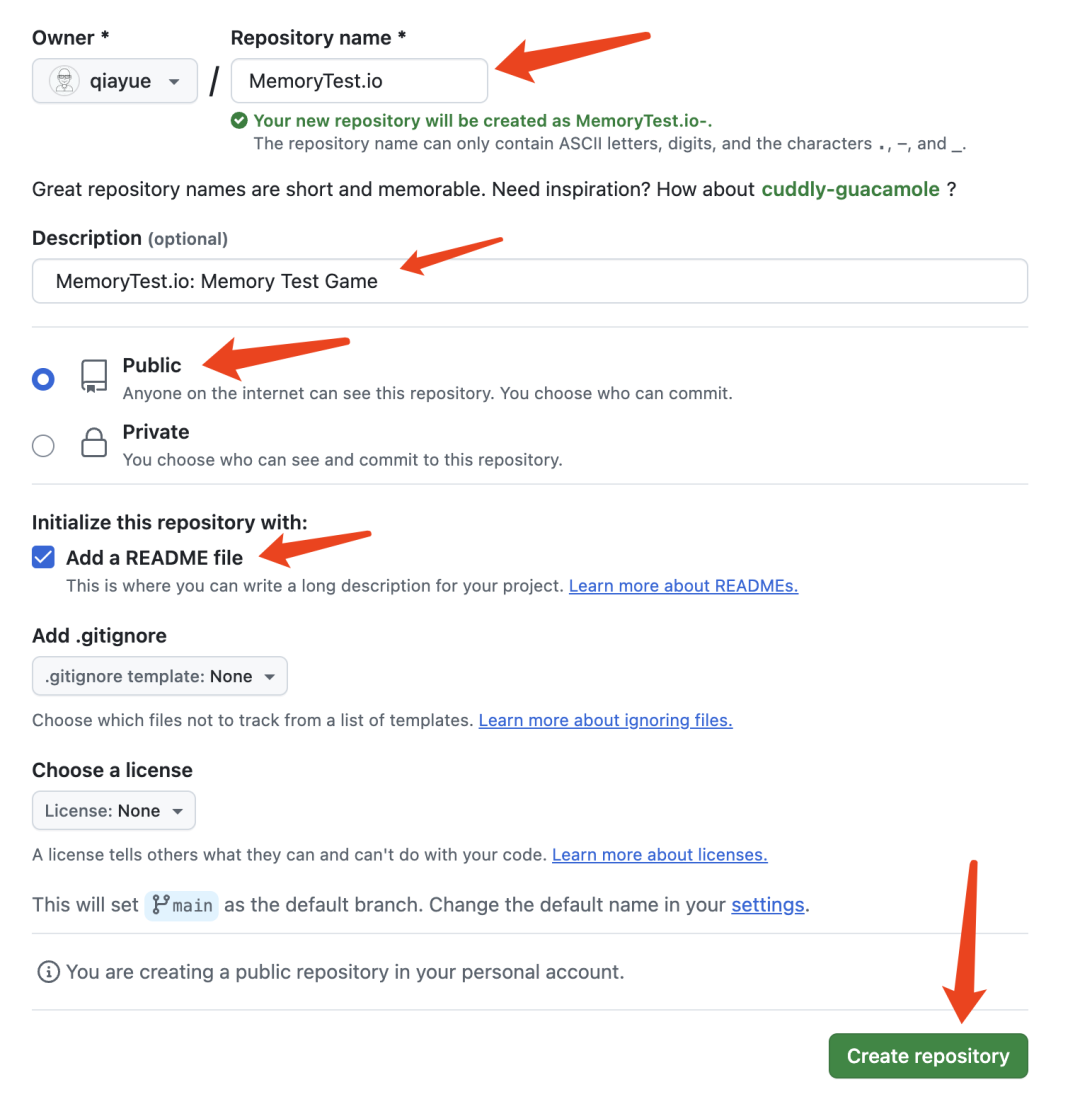 Owner * Repository name *
qiayue / MemoryTest.io
Your new repository will be created as MemoryTest.io-.
The repository name can only contain ASCII letters, digits, and the characters ., –, and _.
Great repository names are short and memorable. Need inspiration? How about cuddly-guacamole ?
Description (optional)
MemoryTest.io: Memory Test Game
Public
Anyone on the internet can see this repository. You choose who can commit.
Private
You choose who can see and commit to this repository.
Initialize this repository with:
Add a README file
This is where you can write a long description for your project. Learn more about READMEs.
Add .gitignore
.gitignore template: None
Choose which files not to track from a list of templates. Learn more about ignoring files.
Choose a license
License: None
A license tells others what they can and can't do with your code. Learn more about licenses.
This will set main as the default branch. Change the default name in your settings.
You are creating a public repository in your personal account.
Create repository